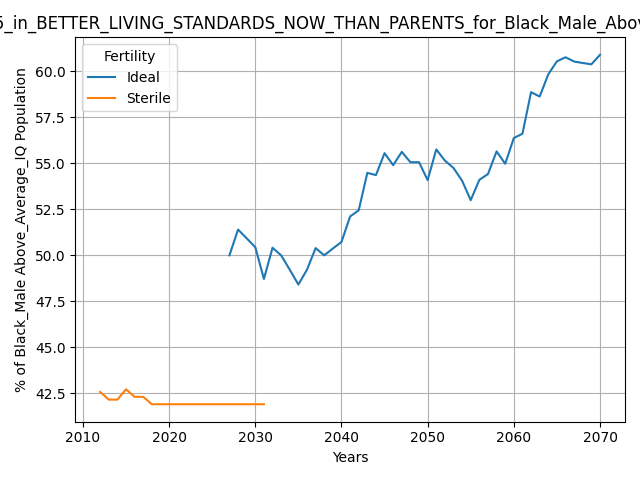 _in_BETTER_LIVING_STANDARDS_NOW_THAN_PARENTS_for_Black_Male_Abov
Fertility
Ideal
Sterile
% of Black_Male Above_Average_IQ Population
60.0
57.5
55.0
52.5
50.0
47.5
45.0
42.5
2010 2020 2030 2040 2050 2060 2070
Years